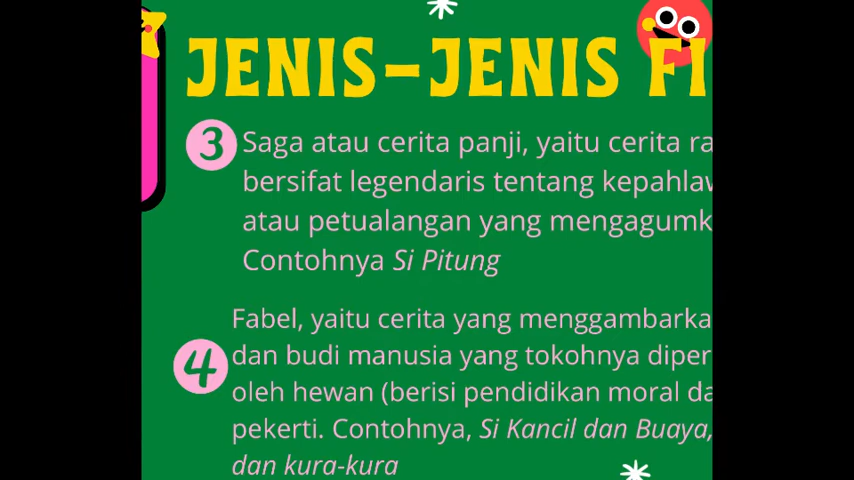 JENIS-JENIS FI
3
Saga atau cerita panji, yaitu cerita ra
bersifat legendaris tentang kepahlaw
atau petualangan yang mengagumk
Contohnya Si Pitung
4
Fabel, yaitu cerita yang menggambarka
dan budi manusia yang tokohnya diper
oleh hewan (berisi pendidikan moral da
pekerti. Contohnya, Si Kancil dan Buaya,
dan kura-kura